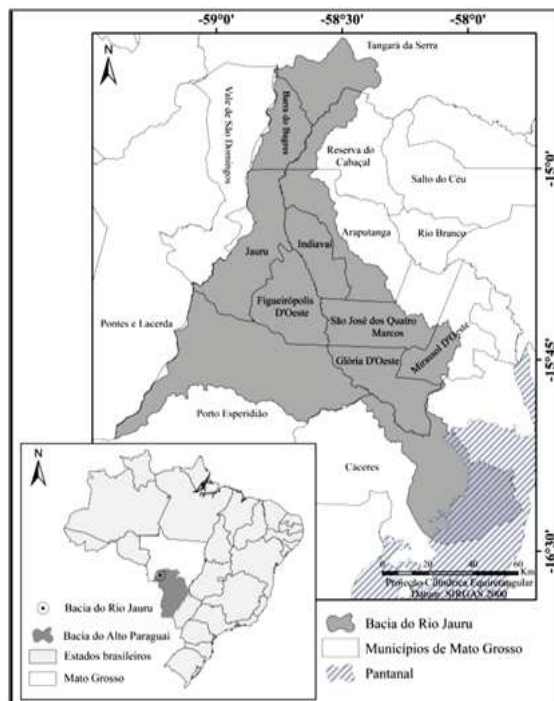 -59°0'
-58°30'
-58°0'
Tangará da Serra
N
Vale de São Domingos
Barra do Bugres
Reserva do
Cabaçal
Salto do Céu
-15°0'
Araputanga
Rio Branco
Jauru
Indiavaí
Figueirópolis
D'Oeste
São José dos Quatro
Marcos
Mirassol D'Oeste
Pontes e Lacerda
Glória D'Oeste
-15°45'
Porto Esperidião
Cáceres
-16°30'
0
10
20
40
60
Km
Projeção Cilíndrica Equiretangular
Datum: SIRGAS 2000
N
Bacia do Rio Jauru
Bacia do Alto Paraguai
Estados brasileiros
Mato Grosso
Bacia do Rio Jauru
Municípios de Mato Grosso
Pantanal